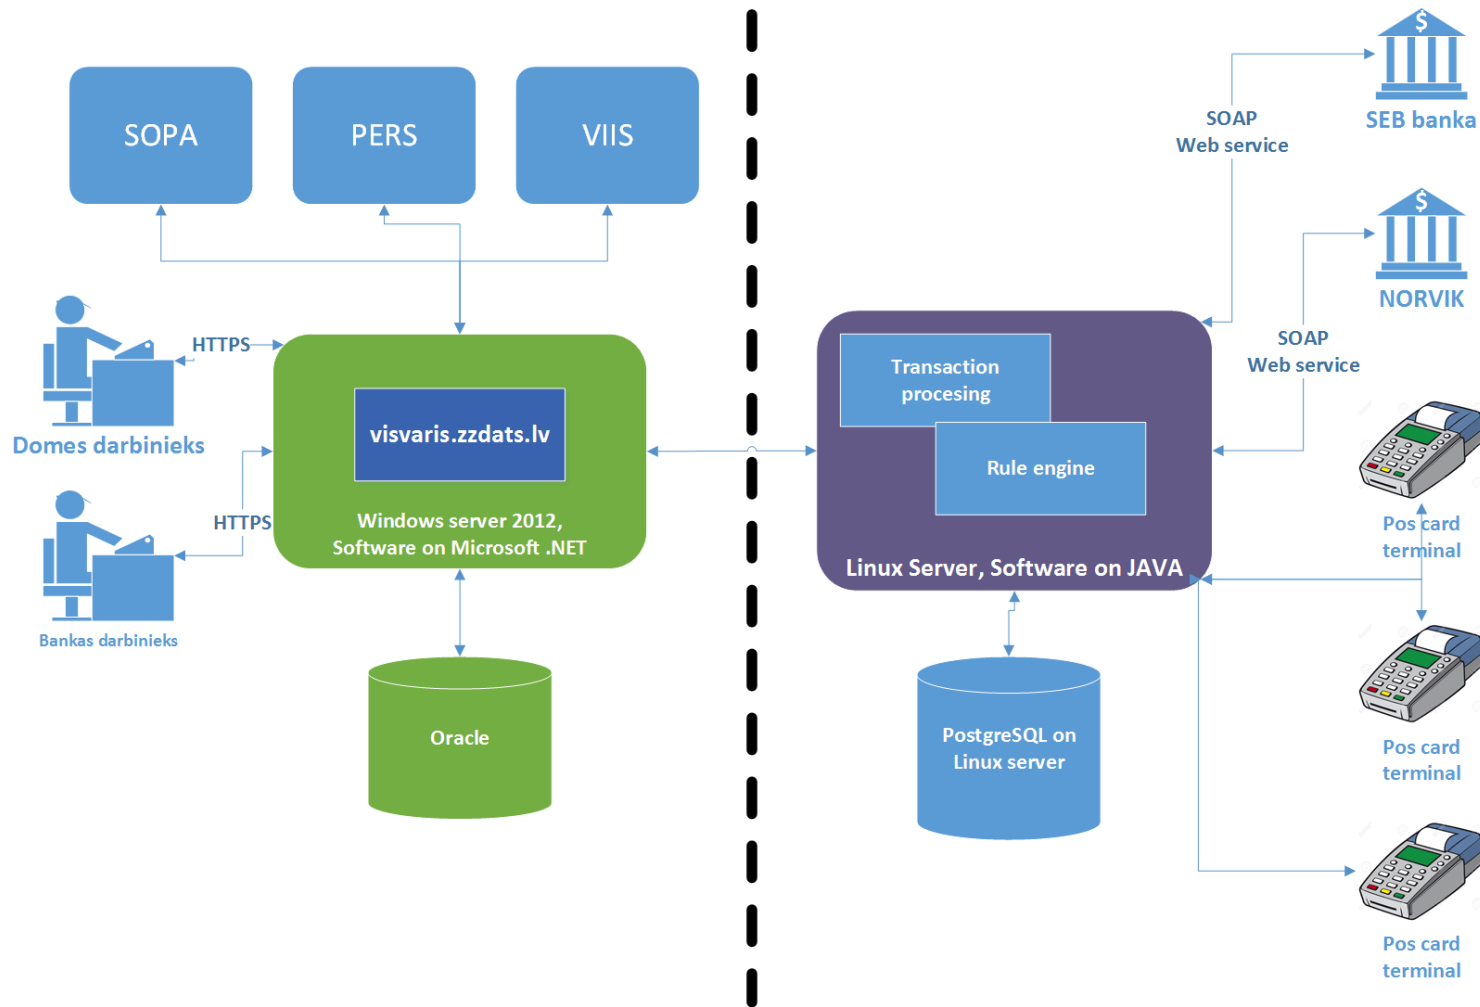 SOPA
PERS
VIIS
HTTPS
Domes darbinieks
HTTPS
Bankas darbinieks
visvaris.zzdats.lv
Windows server 2012,
Software on Microsoft .NET
Oracle
$
SEB banka
SOAP
Web service
$
NORVIK
SOAP
Web service
Transaction
procesing
Rule engine
Linux Server, Software on JAVA
PostgreSQL on
Linux server
Pos card
terminal
Pos card
terminal
Pos card
terminal